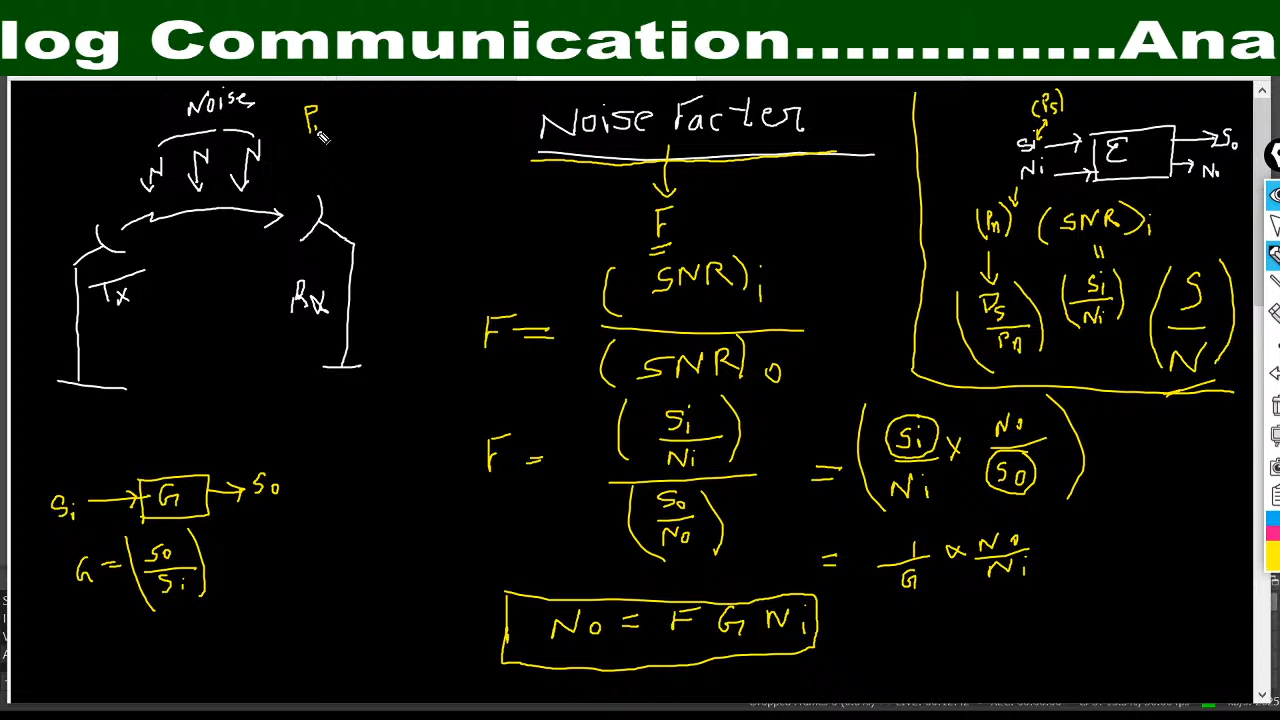 log Communication.............Ana
Noise
N N N
P
Tx
Rx
Si G So
G = (So/Si)
Noise Facter
F
F = (SNR)i / (SNR)o
F = (Si/Ni) / (So/No) = (Si/Ni x No/So)
= 1/G x No/Ni
No = F G Ni
(Ps)
Si Ɛ So
Ni No
(Pn) (SNR)i
(Ps/Pn) (Si/Ni) (S/N)